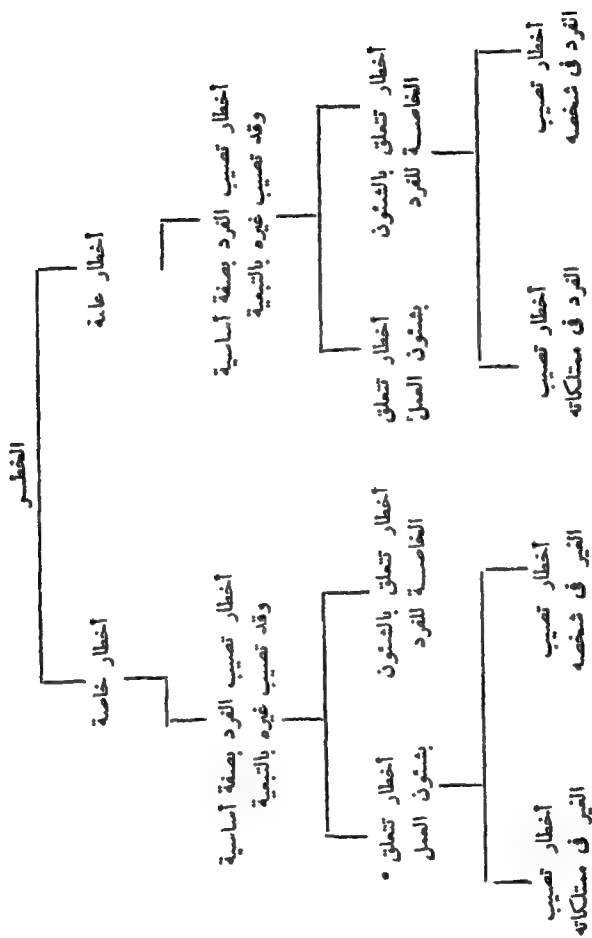 الخطر
أخطار عامة
أخطار خاصة
أخطار تصيب الفرد بصفة أساسية
وقد تصيب غيره بالتبعية
أخطار تصيب الفرد بصفة أساسية
وقد تصيب غيره بالتبعية
أخطار تتعلق بالشئون
الخاصة للفرد
أخطار تتعلق
بشئون العمل
أخطار تتعلق بالشئون
الخاصة للفرد
أخطار تتعلق
بشئون العمل
أخطار تصيب
الفرد في شخصه
أخطار تصيب
الفرد في ممتلكاته
أخطار تصيب
الغير في شخصه
أخطار تصيب
الغير في ممتلكاته